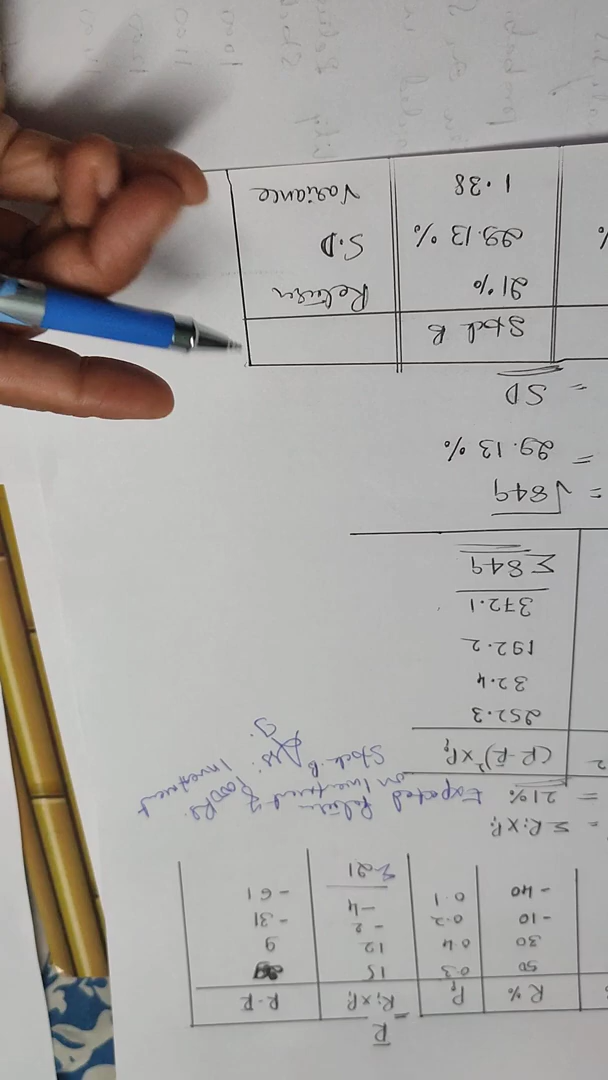 R̄
R% Pi Ri×Pi R-R̄
50 0.3 15
30 0.4 12 9
-10 0.2 -2 -31
-40 0.1 -4 -61
Σ21
= Σ Ri×Pi
= 21% Expected Return
on Investment of
Stock B Investment
(R-R̄)²×Pi
252.3
32.4
192.2
372.1
Σ849
= √849
= 29.13 %
= SD
Stock B
Return 21%
S.D 29.13 %
Variance 1.38
%